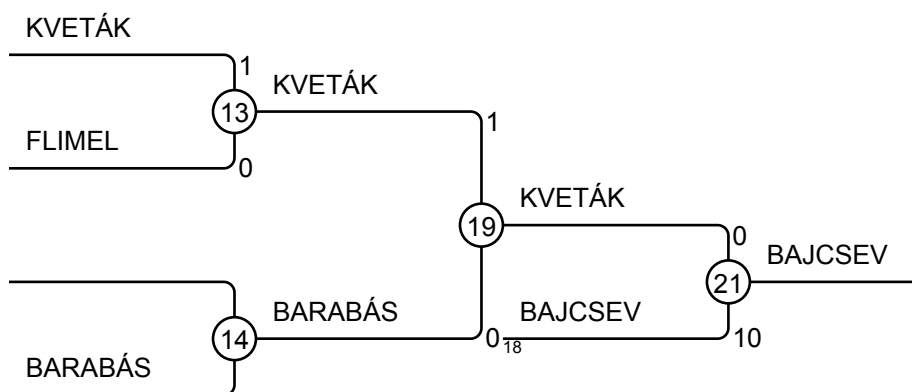 KVETÁK
1
13
KVETÁK
FLIMEL
0
1
19
KVETÁK
0
21
BAJCSEV
14
BARABÁS
0
18
BAJCSEV
10
BARABÁS